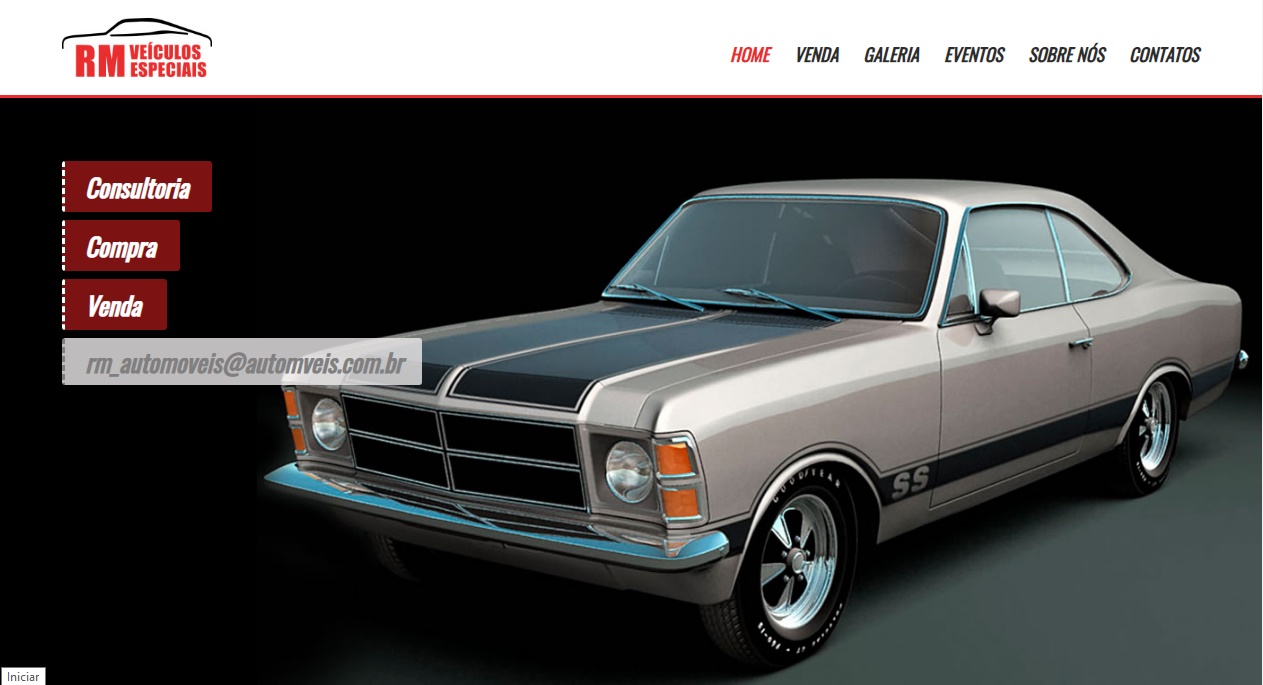 RM VEÍCULOS
ESPECIAIS
HOME VENDA GALERIA EVENTOS SOBRE NÓS CONTATOS
Consultoria
Compra
Venda
rm_automoveis@automveis.com.br
GOODYEAR
SS
Iniciar